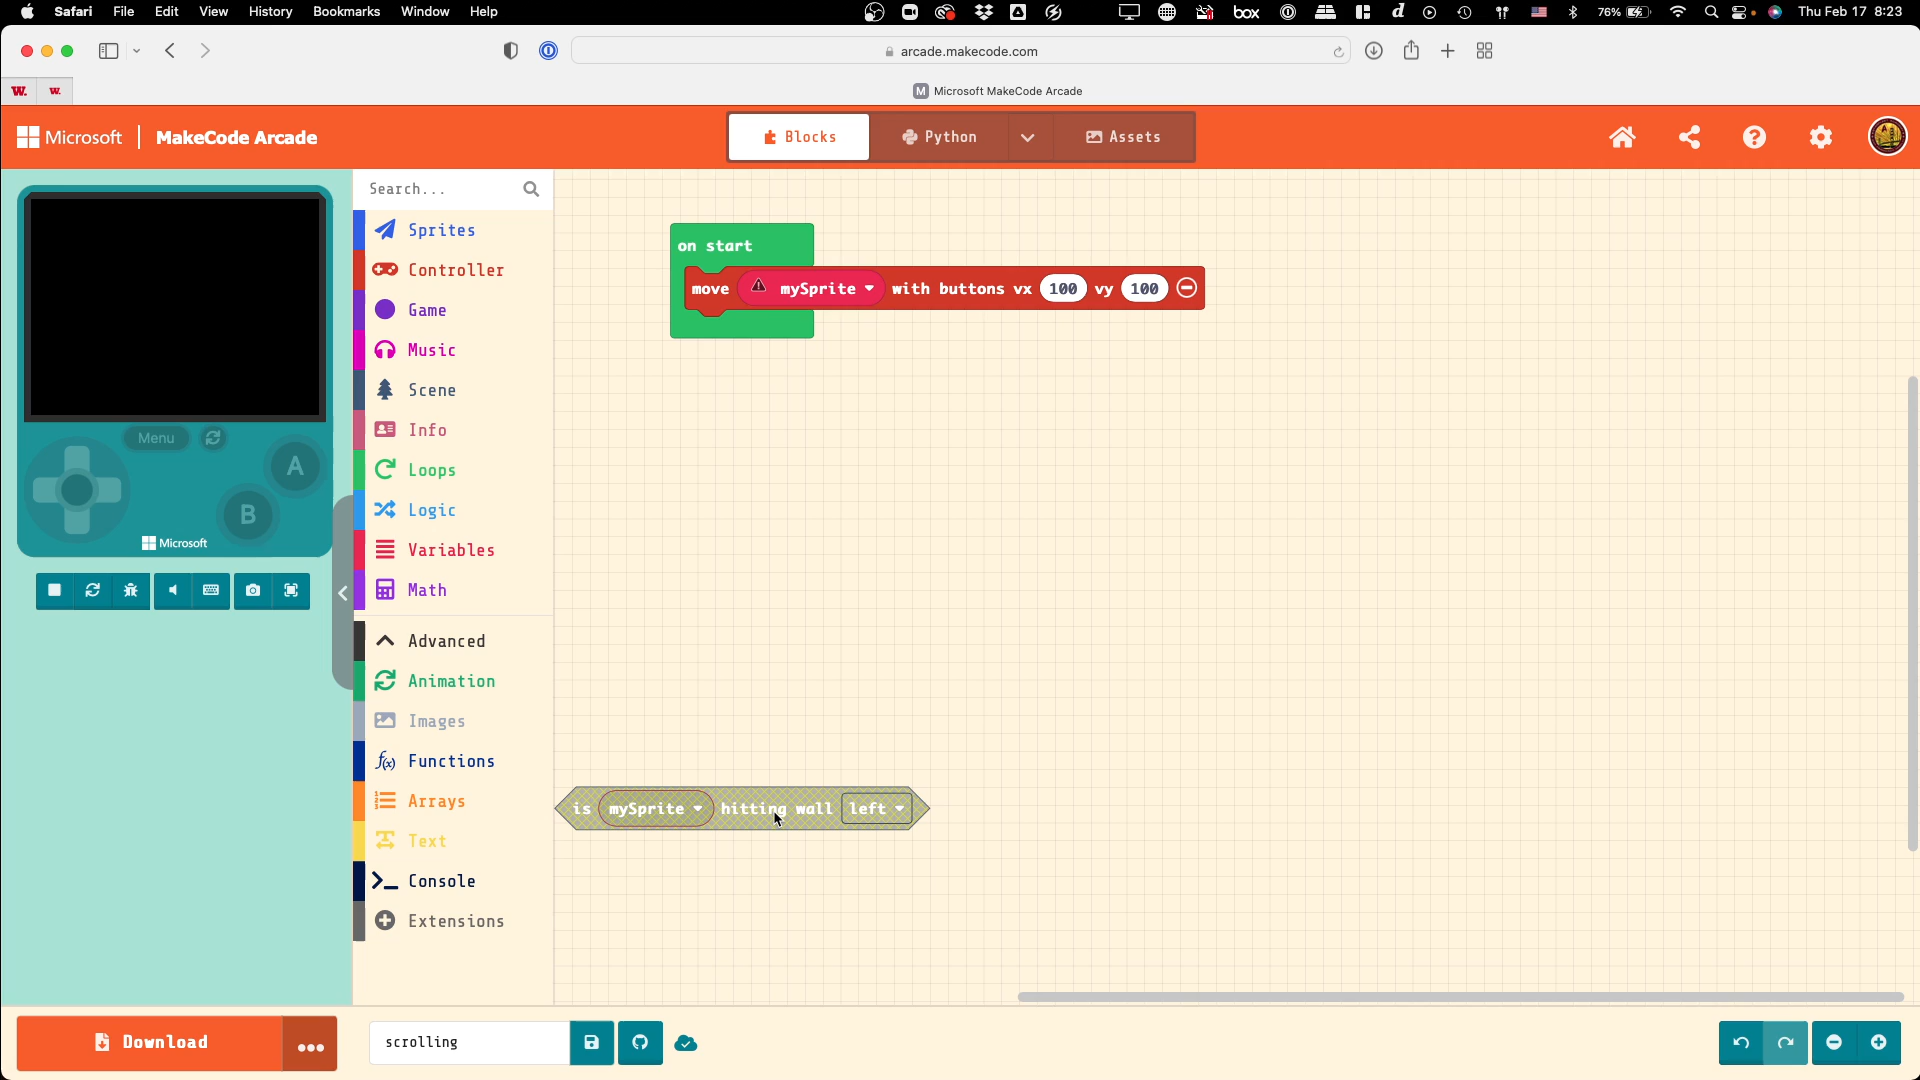 Safari File Edit View History Bookmarks Window Help box d 76% Thu Feb 17 8:23
arcade.makecode.com
W. W. M Microsoft MakeCode Arcade
Microsoft MakeCode Arcade Blocks Python Assets
Search...
Sprites
Controller
Game
Music
Scene
Info
Loops
Logic
Variables
Math
Advanced
Animation
Images
Functions
Arrays
Text
Console
Extensions
Menu
A
B
Microsoft
on start
move mySprite with buttons vx 100 vy 100
is mySprite hitting wall left
Download
scrolling